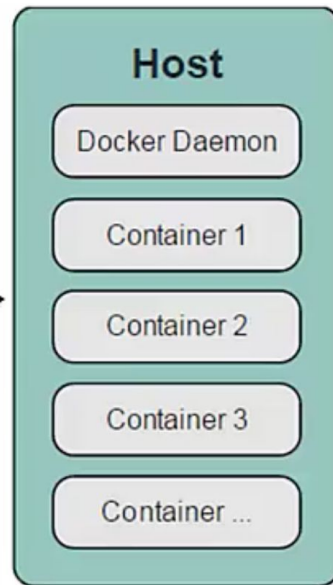 Host
Docker Daemon
Container 1
Container 2
Container 3
Container ...